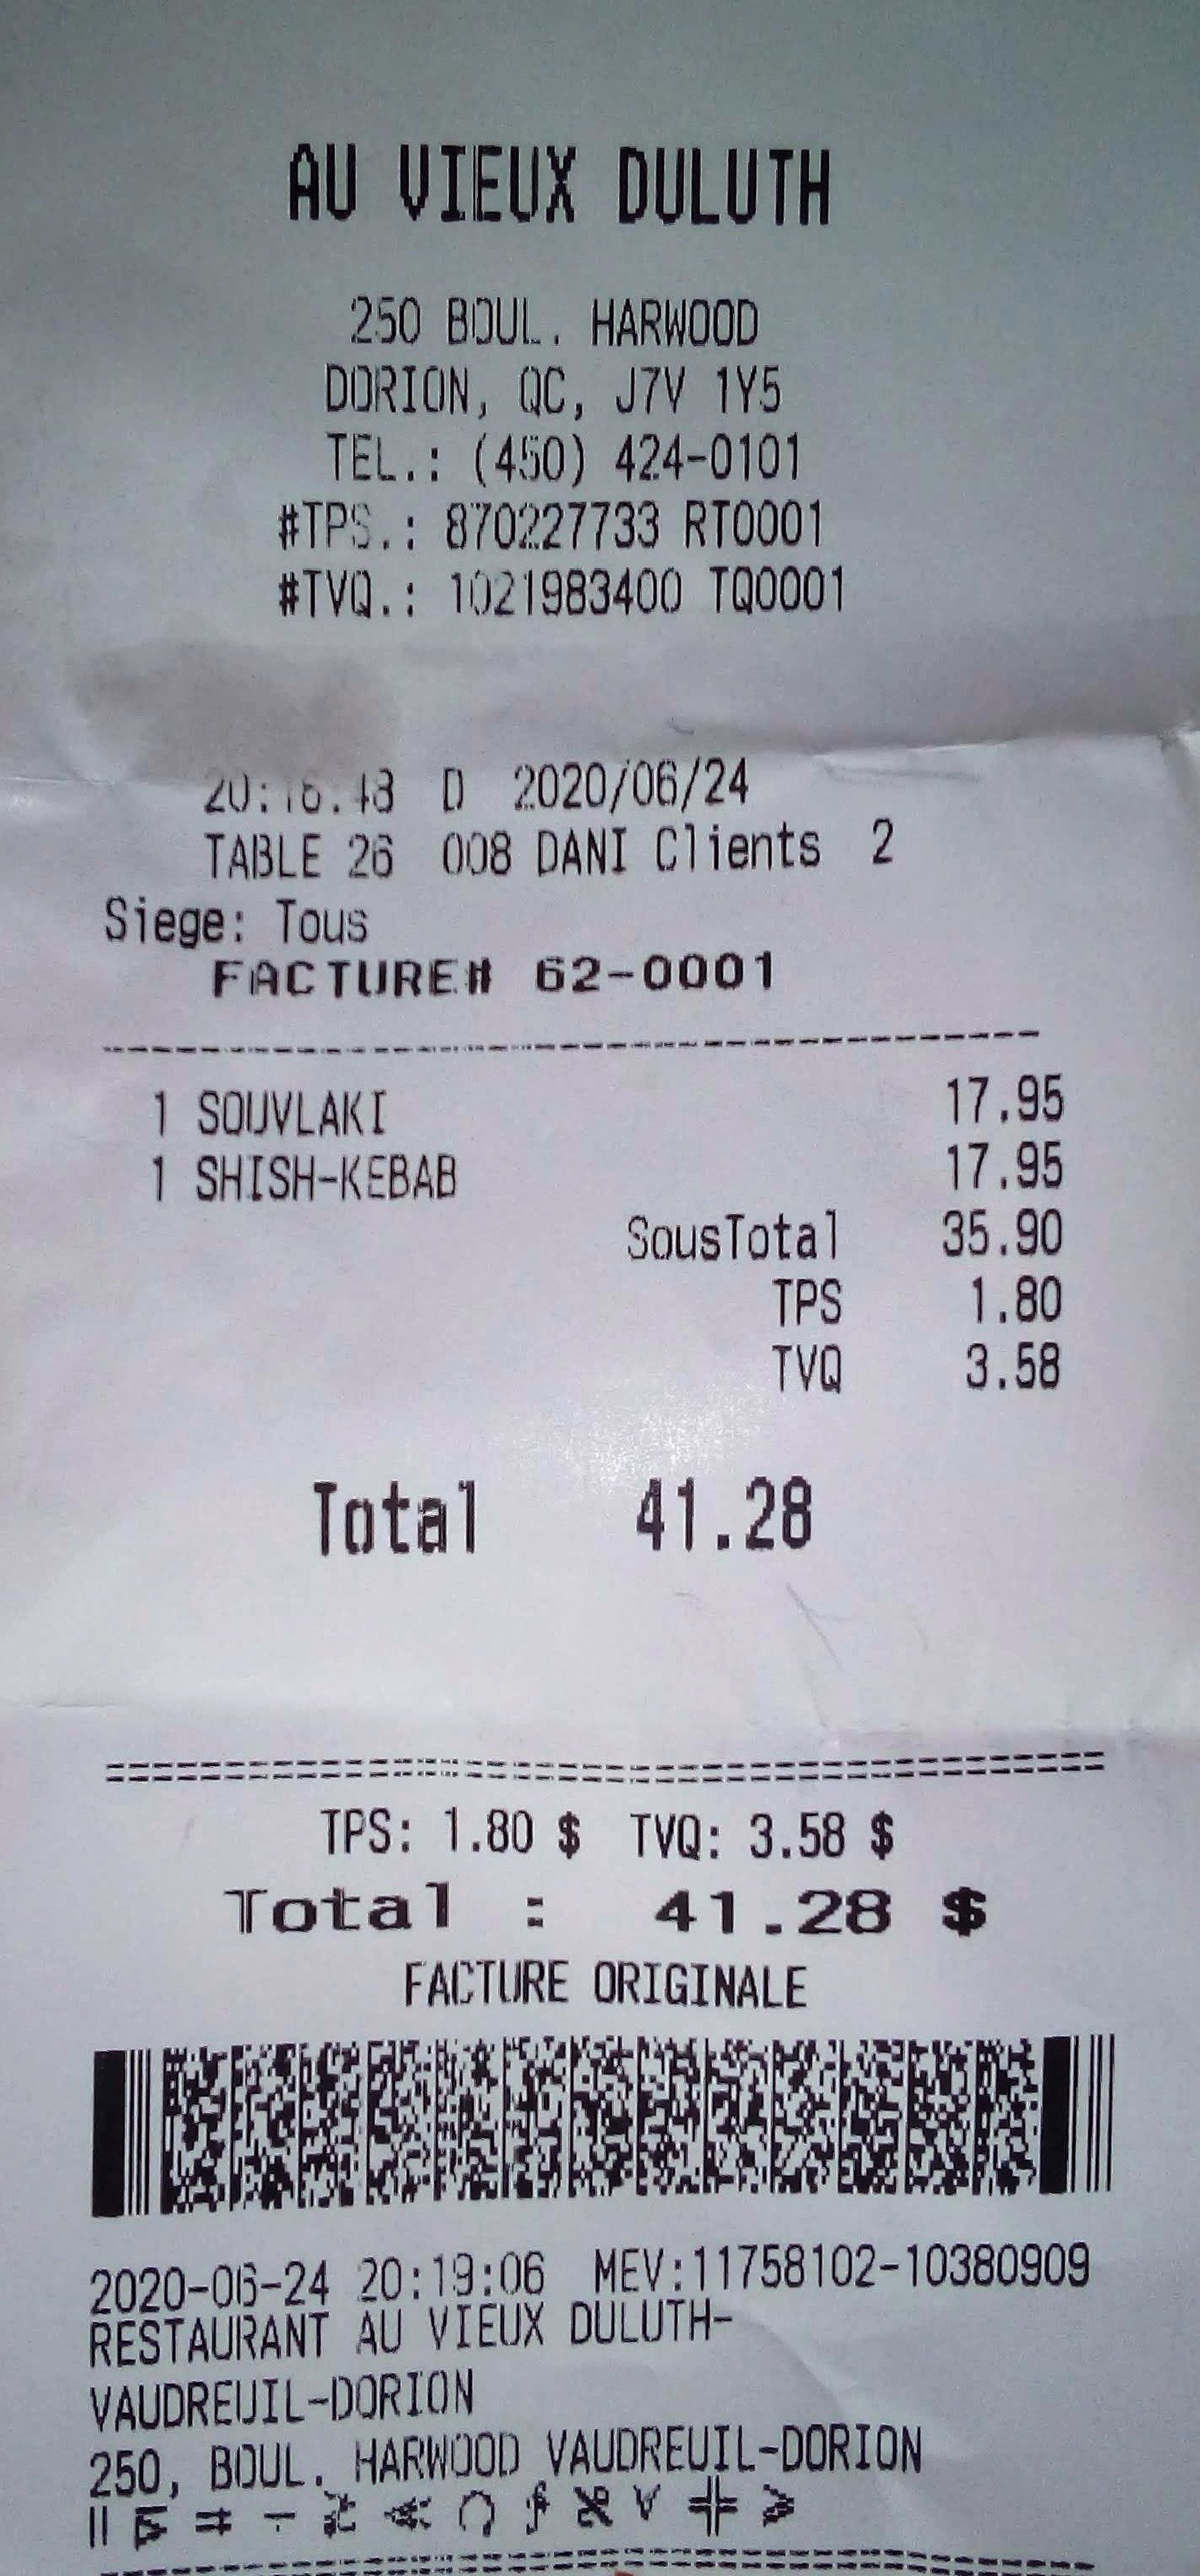 AU VIEUX DULUTH
250 BOUL. HARWOOD
DORION, QC, J7V 1Y5
TEL.: (450) 424-0101
#TPS.: 870227733 RT0001
#TVQ.: 1021983400 TQ0001
D 2020/06/24
TABLE 26 008 DANI Clients 2
Siege: Tous
FACTURE# 62-0001
1 SOUVLAKI 17.95
1 SHISH-KEBAB 17.95
SousTotal 35.90
TPS 1.80
TVQ 3.58
Total 41.28
TPS: 1.80 $ TVQ: 3.58 $
Total : 41.28 $
FACTURE ORIGINALE
2020-06-24 20:19:06 MEV:11758102-10380909
RESTAURANT AU VIEUX DULUTH-
VAUDREUIL-DORION
250, BOUL. HARWOOD VAUDREUIL-DORION